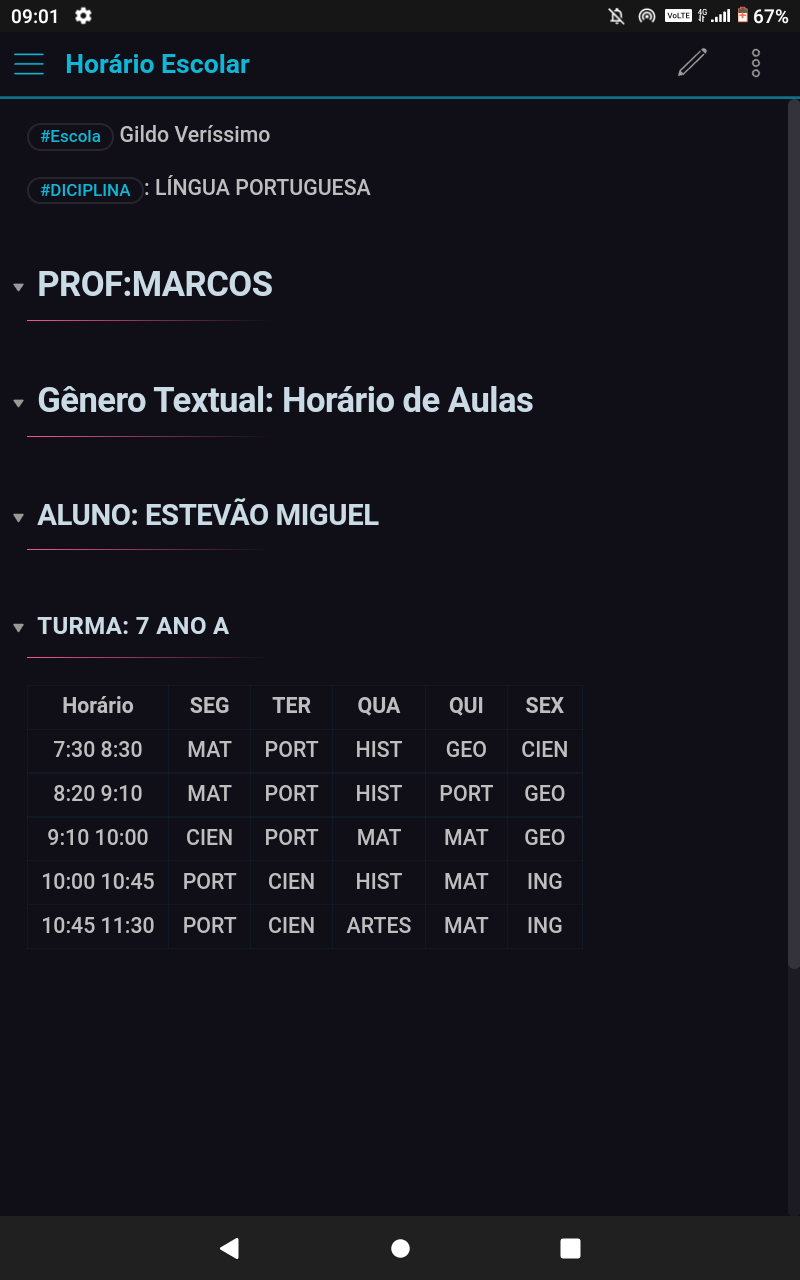 09:01 VoLTE 4G 67%
Horário Escolar
#Escola Gildo Veríssimo
#DICIPLINA : LÍNGUA PORTUGUESA
PROF:MARCOS
Gênero Textual: Horário de Aulas
ALUNO: ESTEVÃO MIGUEL
TURMA: 7 ANO A
Horário SEG TER QUA QUI SEX
7:30 8:30 MAT PORT HIST GEO CIEN
8:20 9:10 MAT PORT HIST PORT GEO
9:10 10:00 CIEN PORT MAT MAT GEO
10:00 10:45 PORT CIEN HIST MAT ING
10:45 11:30 PORT CIEN ARTES MAT ING